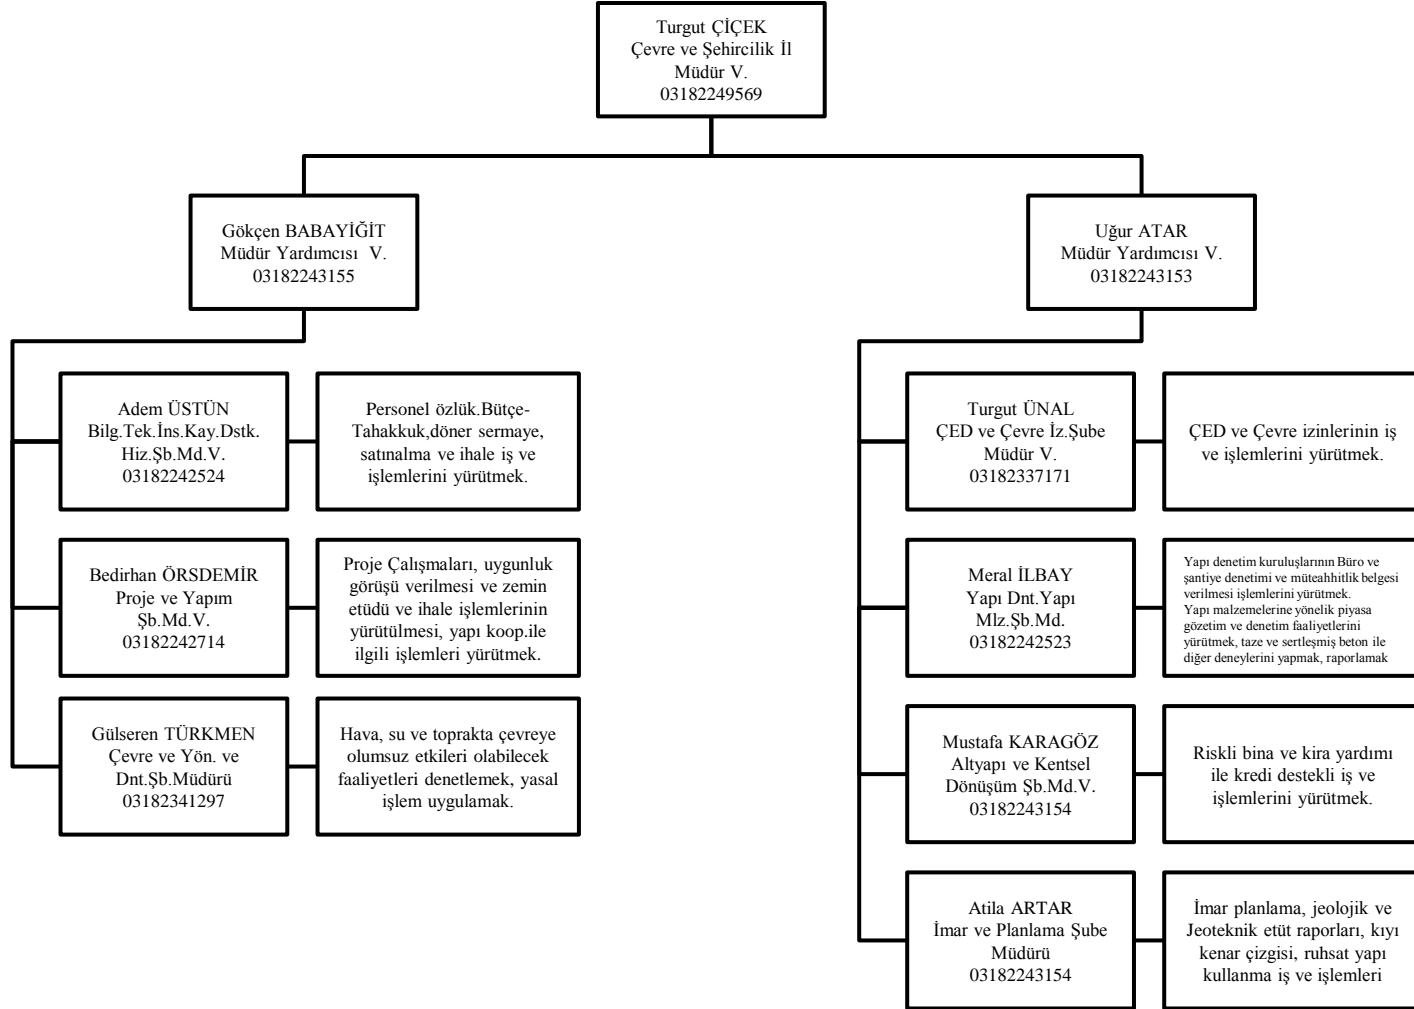 Turgut ÇİÇEK
Çevre ve Şehircilik İl
Müdür V.
03182249569
Gökçen BABAYİĞİT
Müdür Yardımcısı V.
03182243155
Uğur ATAR
Müdür Yardımcısı V.
03182243153
Adem ÜSTÜN
Bilg.Tek.İns.Kay.Dstk.
Hiz.Şb.Md.V.
03182242524
Personel özlük.Bütçe-
Tahakkuk,döner sermaye,
satınalma ve ihale iş ve
işlemlerini yürütmek.
Bedirhan ÖRSDEMİR
Proje ve Yapım
Şb.Md.V.
03182242714
Proje Çalışmaları, uygunluk
görüşü verilmesi ve zemin
etüdü ve ihale işlemlerinin
yürütülmesi, yapı koop.ile
ilgili işlemleri yürütmek.
Gülseren TÜRKMEN
Çevre ve Yön. ve
Dnt.Şb.Müdürü
03182341297
Hava, su ve toprakta çevreye
olumsuz etkileri olabilecek
faaliyetleri denetlemek, yasal
işlem uygulamak.
Turgut ÜNAL
ÇED ve Çevre İz.Şube
Müdür V.
03182337171
ÇED ve Çevre izinlerinin iş
ve işlemlerini yürütmek.
Meral İLBAY
Yapı Dnt.Yapı
Mlz.Şb.Md.
03182242523
Yapı denetim kuruluşlarının Büro ve
şantiye denetimi ve müteahhitlik belgesi
verilmesi işlemlerini yürütmek.
Yapı malzemelerine yönelik piyasa
gözetim ve denetim faaliyetlerini
yürütmek, taze ve sertleşmiş beton ile
diğer deneylerini yapmak, raporlamak
Mustafa KARAGÖZ
Altyapı ve Kentsel
Dönüşüm Şb.Md.V.
03182243154
Riskli bina ve kira yardımı
ile kredi destekli iş ve
işlemlerini yürütmek.
Atila ARTAR
İmar ve Planlama Şube
Müdürü
03182243154
İmar planlama, jeolojik ve
Jeoteknik etüt raporları, kıyı
kenar çizgisi, ruhsat yapı
kullanma iş ve işlemleri